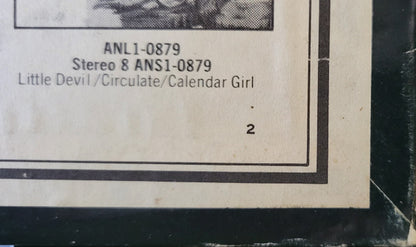 ANL1-0879
Stereo 8 ANS1-0879
Little Devil/Circulate/Calendar Girl
2